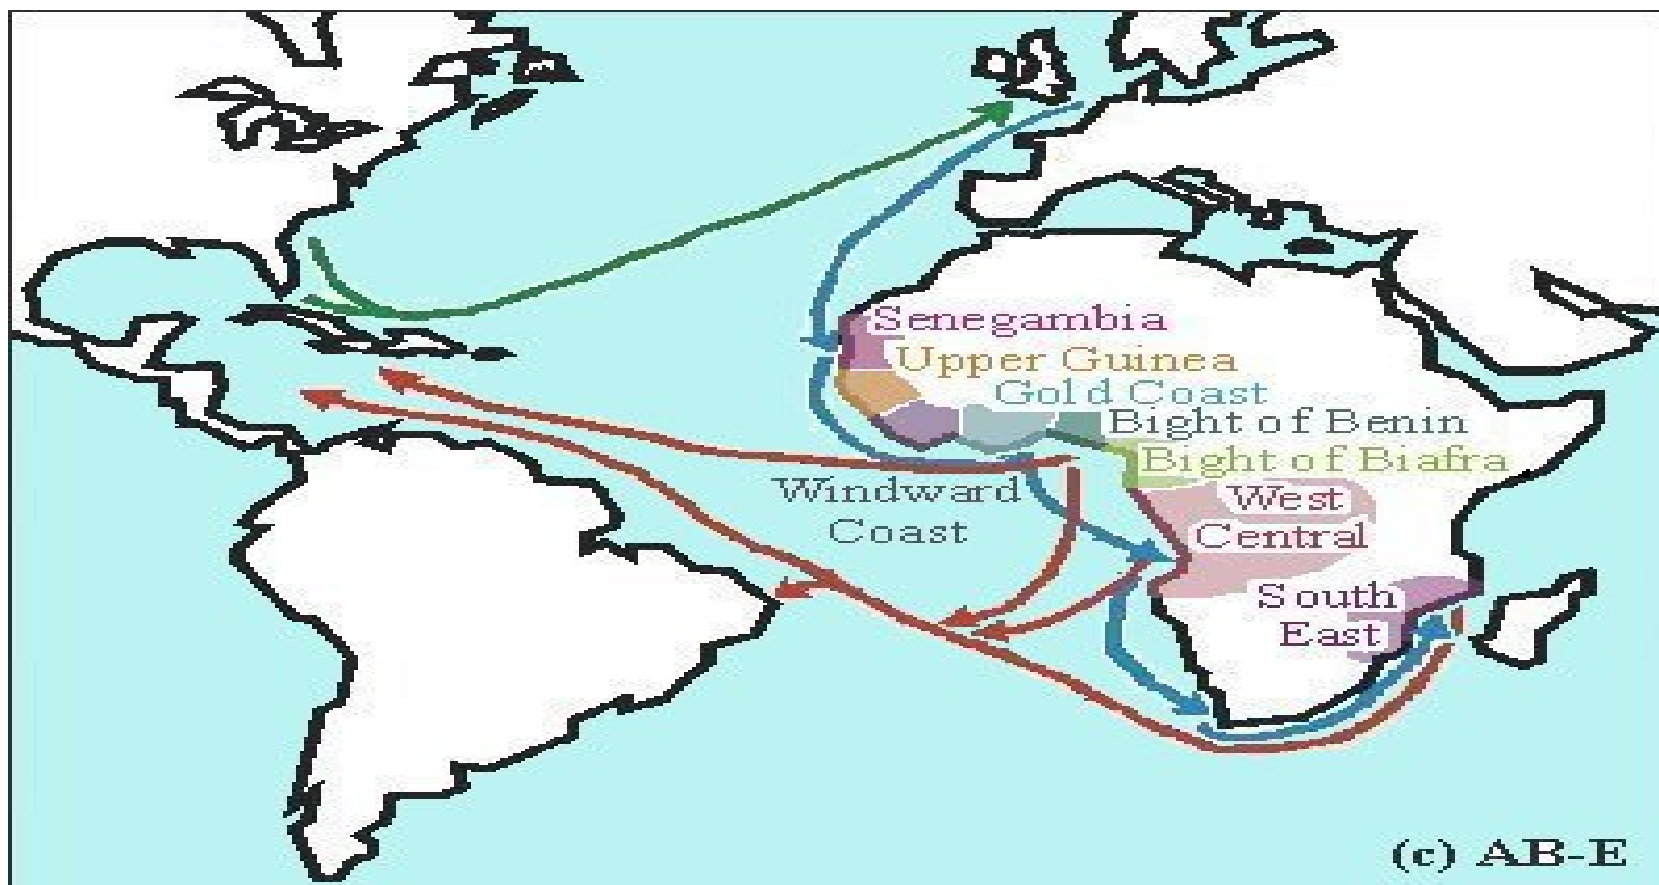 Senegambia
Upper Guinea
Gold Coast
Bight of Benin
Bight of Biafra
Windward
Coast
West
Central
South
East
(c) AB-E